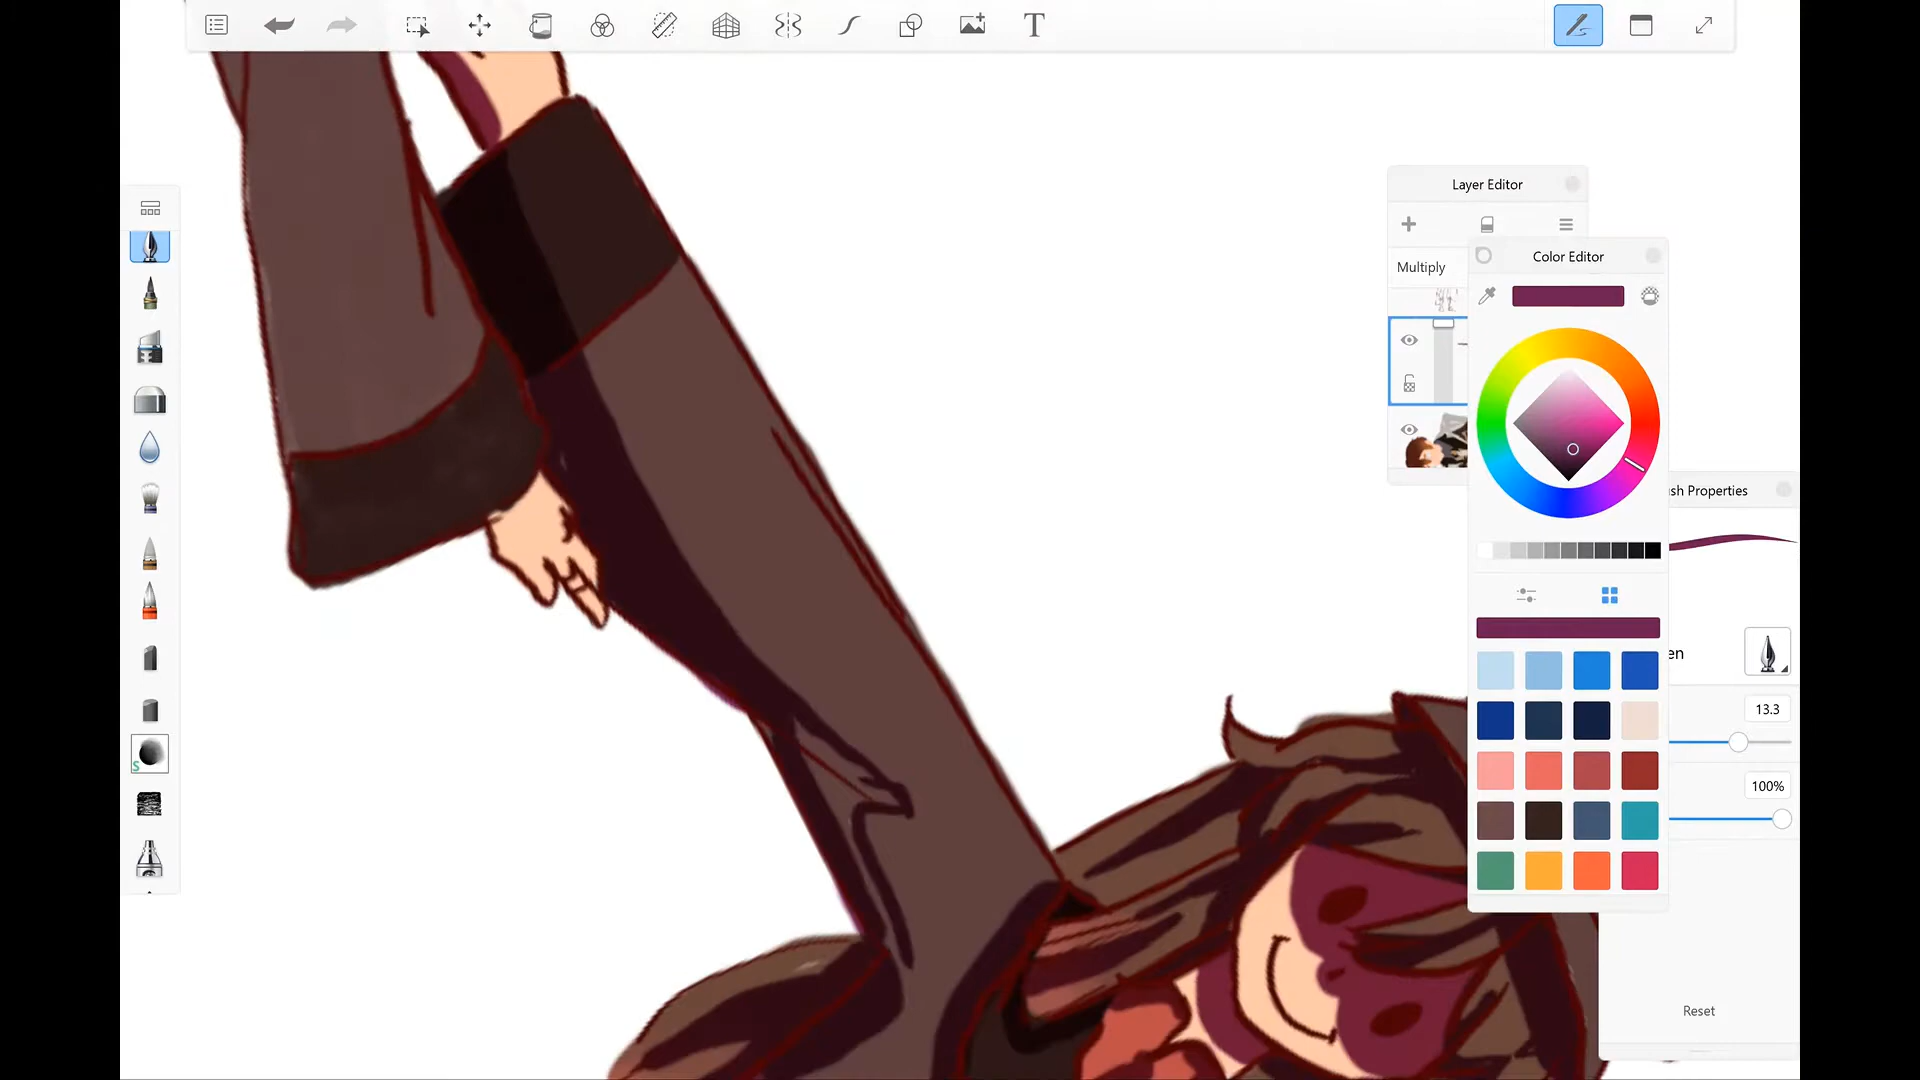 T
Layer Editor
Multiply
Color Editor
sh Properties
en
13.3
100%
S
Reset